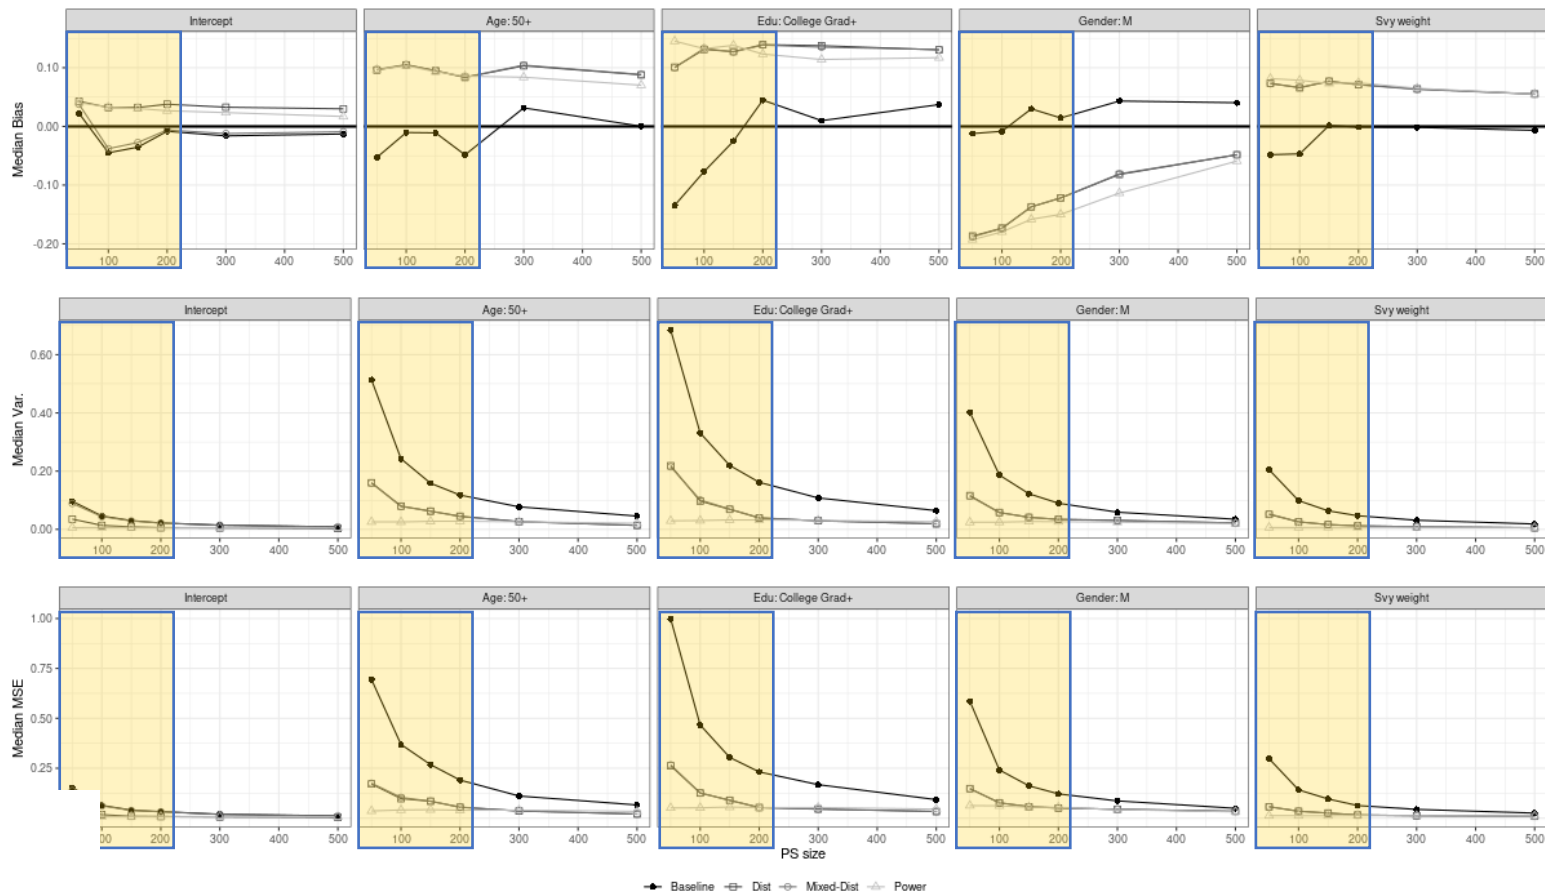 Intercept Age: 50+ Edu: College Grad+ Gender: M Svy weight
Median Bias
0.10
0.00
-0.10
-0.20
100 200 300 400 500 100 200 300 400 500 100 200 300 400 500 100 200 300 400 500 100 200 300 400 500
Intercept Age: 50+ Edu: College Grad+ Gender: M Svy weight
Median Var.
0.60
0.40
0.20
0.00
100 200 300 400 500 100 200 300 400 500 100 200 300 400 500 100 200 300 400 500 100 200 300 400 500
Intercept Age: 50+ Edu: College Grad+ Gender: M Svy weight
Median MSE
1.00
0.75
0.50
0.25
00 200 300 400 500 100 200 300 400 500 100 200 300 400 500 100 200 300 400 500 100 200 300 400 500
PS size
Baseline Dist Mixed-Dist Power